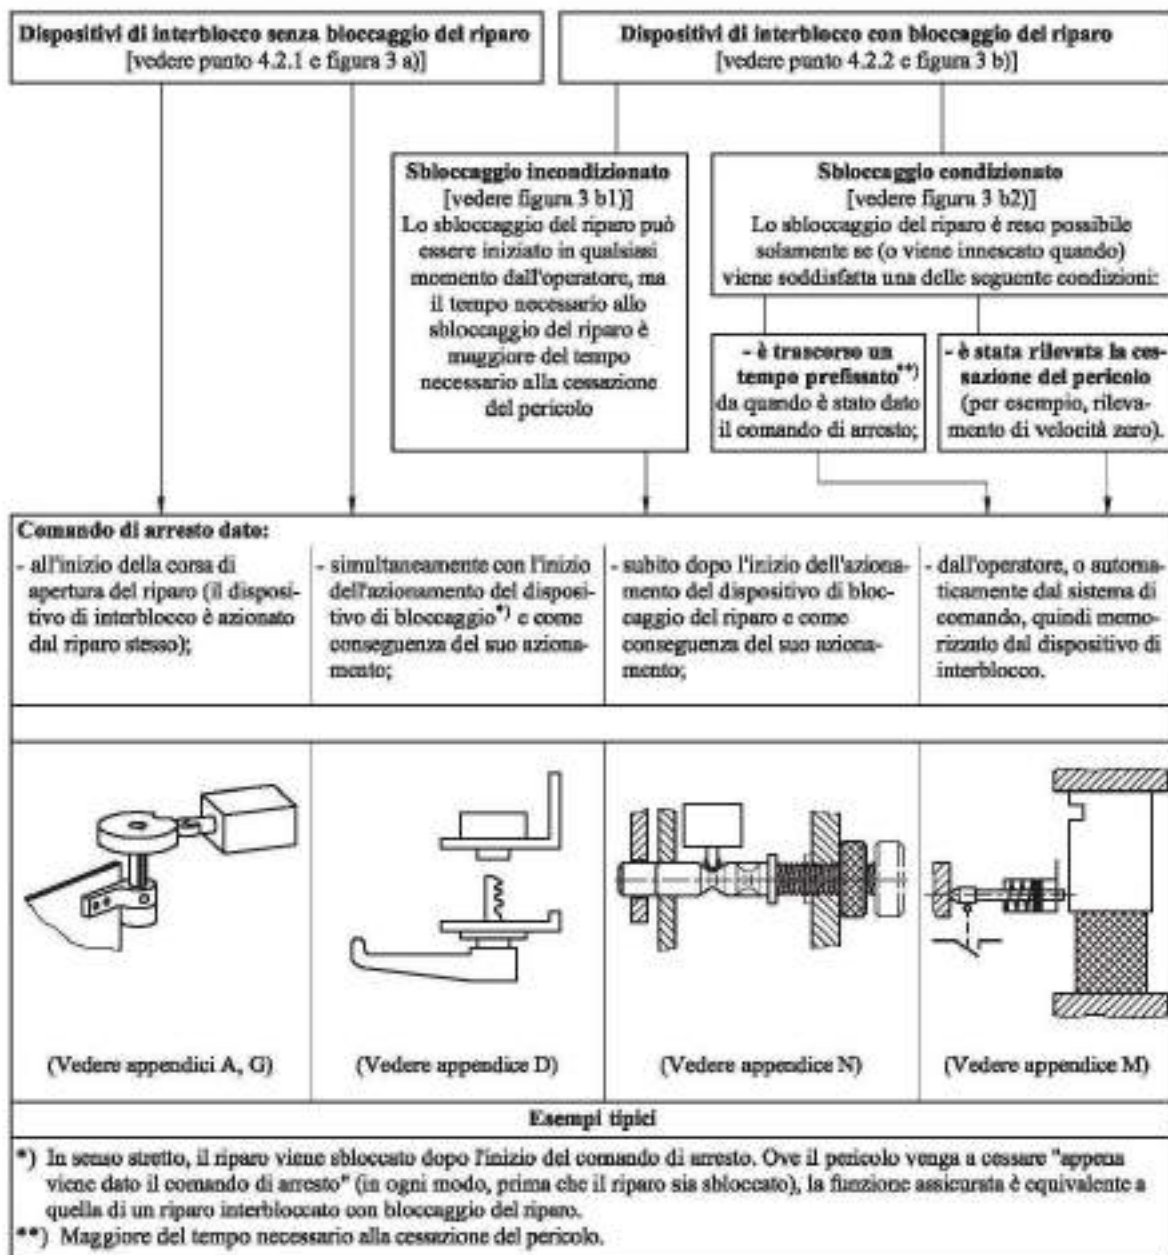 Dispositivi di interblocco senza bloccaggio del riparo
[vedere punto 4.2.1 e figura 3 a)]
Dispositivi di interblocco con bloccaggio del riparo
[vedere punto 4.2.2 e figura 3 b)]
Sbloccaggio incondizionato
[vedere figura 3 b1)]
Lo sbloccaggio del riparo può
essere iniziato in qualsiasi
momento dall'operatore, ma
il tempo necessario allo
sbloccaggio del riparo è
maggiore del tempo
necessario alla cessazione
del pericolo
Sbloccaggio condizionato
[vedere figura 3 b2)]
Lo sbloccaggio del riparo è reso possibile
solamente se (o viene innescato quando)
viene soddisfatta una delle seguente condizioni:
- è trascorso un
tempo prefissato**)
da quando è stato dato
il comando di arresto;
- è stata rilevata la ces-
sazione del pericolo
(per esempio, rileva-
mento di velocità zero).
Comando di arresto dato:
- all'inizio della corsa di
apertura del riparo (il disposi-
tivo di interblocco è azionato
dal riparo stesso);
- simultaneamente con l'inizio
dell'azionamento del disposi-
tivo di bloccaggio*) e come
conseguenza del suo aziona-
mento;
- subito dopo l'inizio dell'aziona-
mento del dispositivo di bloc-
caggio del riparo e come
conseguenza del suo aziona-
mento;
- dall'operatore, o automa-
ticamente dal sistema di
comando, quindi memo-
rizzato dal dispositivo di
interblocco.
(Vedere appendici A, G)
(Vedere appendice D)
(Vedere appendice N)
(Vedere appendice M)
Esempi tipici
*) In senso stretto, il riparo viene sbloccato dopo l'inizio del comando di arresto. Ove il pericolo venga a cessare "appena
viene dato il comando di arresto" (in ogni modo, prima che il riparo sia sbloccato), la funzione assicurata è equivalente a
quella di un riparo interbloccato con bloccaggio del riparo.
**) Maggiore del tempo necessario alla cessazione del pericolo.